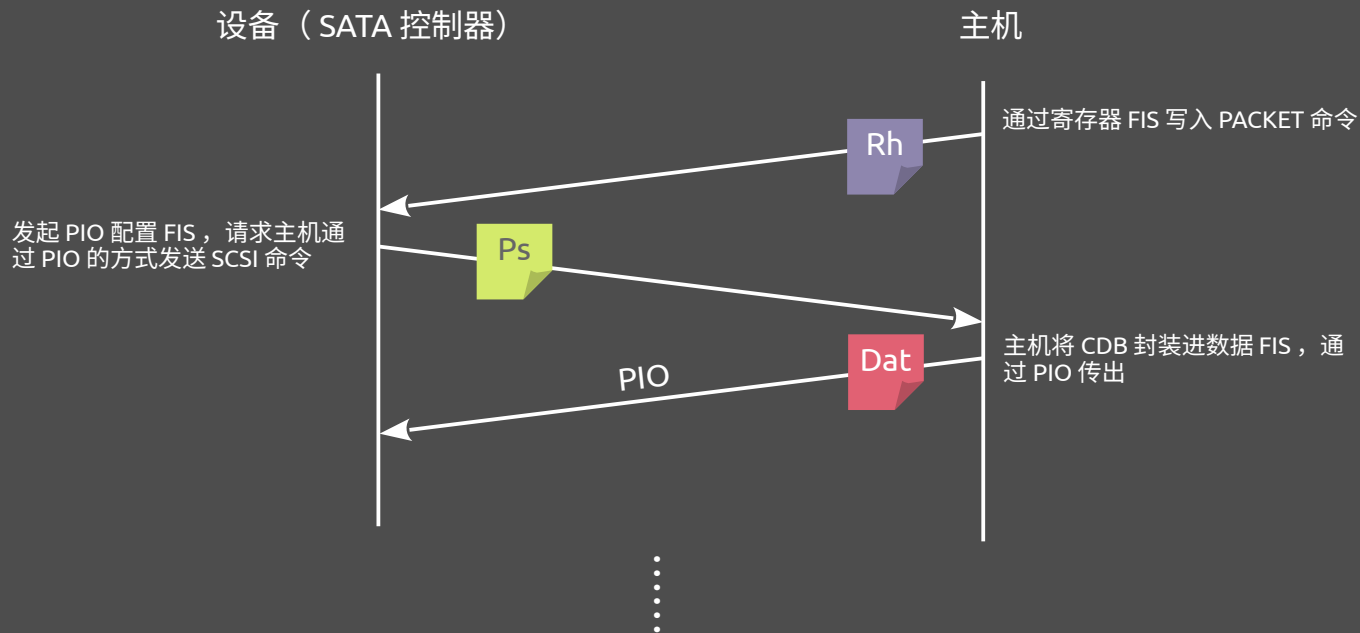 设备（ SATA 控制器）
主机
通过寄存器 FIS 写入 PACKET 命令
Rh
发起 PIO 配置 FIS ，请求主机通
过 PIO 的方式发送 SCSI 命令
Ps
主机将 CDB 封装进数据 FIS ，通
过 PIO 传出
Dat
PIO